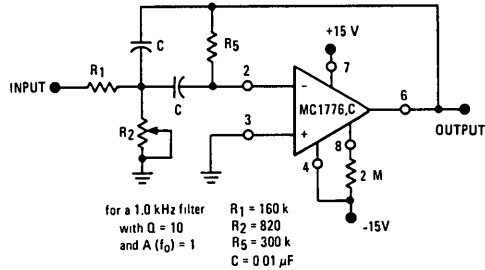 +15 V
C
R5
R1
2
7
INPUT
C
−
6
MC1776,C
R2
3
+
OUTPUT
8
4
2 M
-15V
for a 1.0 kHz filter
with Q = 10
and A (f0) = 1
R1 = 160 k
R2 = 820
R5 = 300 k
C = 0 01 µF